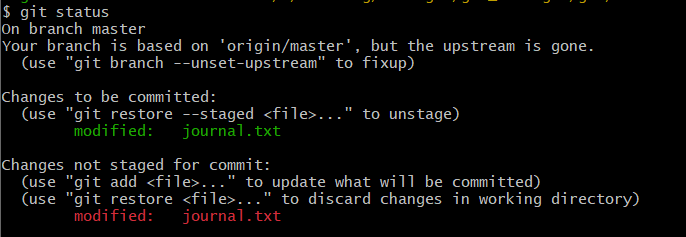 $ git status
On branch master
Your branch is based on 'origin/master', but the upstream is gone.
  (use "git branch --unset-upstream" to fixup)

Changes to be committed:
  (use "git restore --staged <file>..." to unstage)
        modified:   journal.txt

Changes not staged for commit:
  (use "git add <file>..." to update what will be committed)
  (use "git restore <file>..." to discard changes in working directory)
        modified:   journal.txt